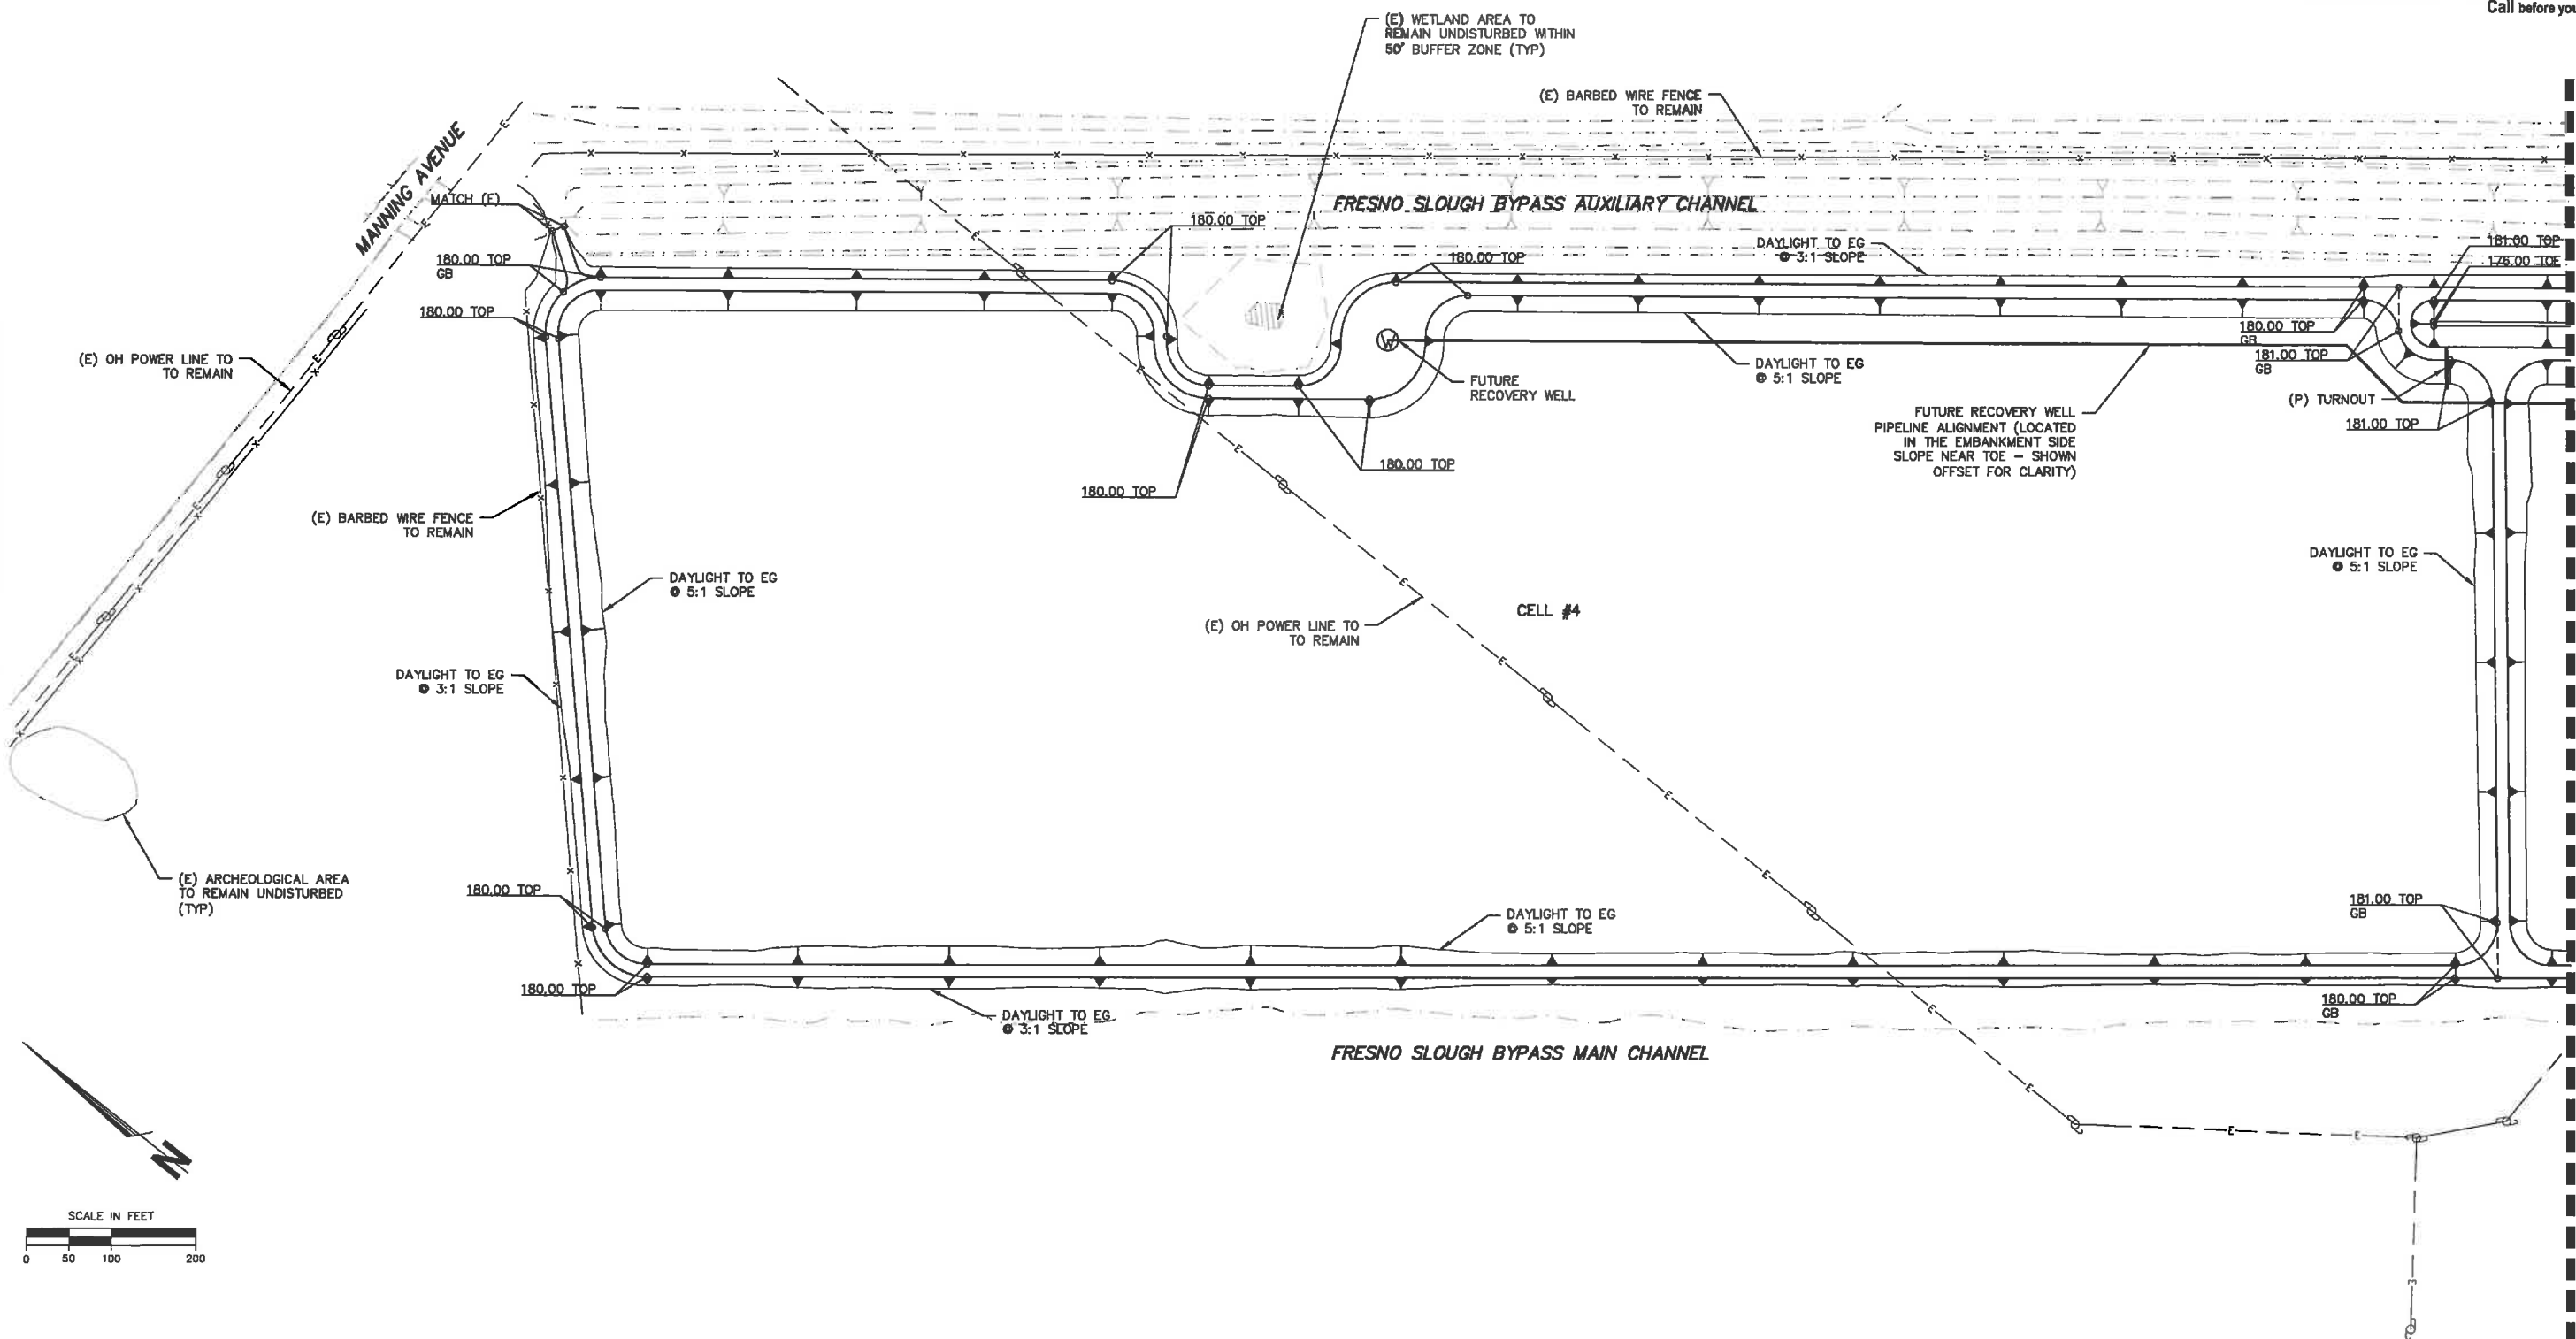 Call before you
(E) WETLAND AREA TO
REMAIN UNDISTURBED WITHIN
50' BUFFER ZONE (TYP)
(E) BARBED WIRE FENCE
TO REMAIN
MANNING AVENUE
MATCH (E)
FRESNO SLOUGH BYPASS AUXILIARY CHANNEL
180.00 TOP
180.00 TOP
GB
180.00 TOP
DAYLIGHT TO EG
@ 3:1 SLOPE
181.00 TOP
176.00 TOE
180.00 TOP
180.00 TOP
GB
181.00 TOP
GB
(E) OH POWER LINE TO
TO REMAIN
DAYLIGHT TO EG
@ 5:1 SLOPE
FUTURE
RECOVERY WELL
(P) TURNOUT
181.00 TOP
FUTURE RECOVERY WELL
PIPELINE ALIGNMENT (LOCATED
IN THE EMBANKMENT SIDE
SLOPE NEAR TOE - SHOWN
OFFSET FOR CLARITY)
180.00 TOP
180.00 TOP
(E) BARBED WIRE FENCE
TO REMAIN
DAYLIGHT TO EG
@ 5:1 SLOPE
DAYLIGHT TO EG
@ 5:1 SLOPE
CELL #4
(E) OH POWER LINE TO
TO REMAIN
DAYLIGHT TO EG
@ 3:1 SLOPE
(E) ARCHEOLOGICAL AREA
TO REMAIN UNDISTURBED
(TYP)
180.00 TOP
181.00 TOP
GB
DAYLIGHT TO EG
@ 5:1 SLOPE
180.00 TOP
180.00 TOP
GB
DAYLIGHT TO EG
@ 3:1 SLOPE
FRESNO SLOUGH BYPASS MAIN CHANNEL
N
SCALE IN FEET
0 50 100 200